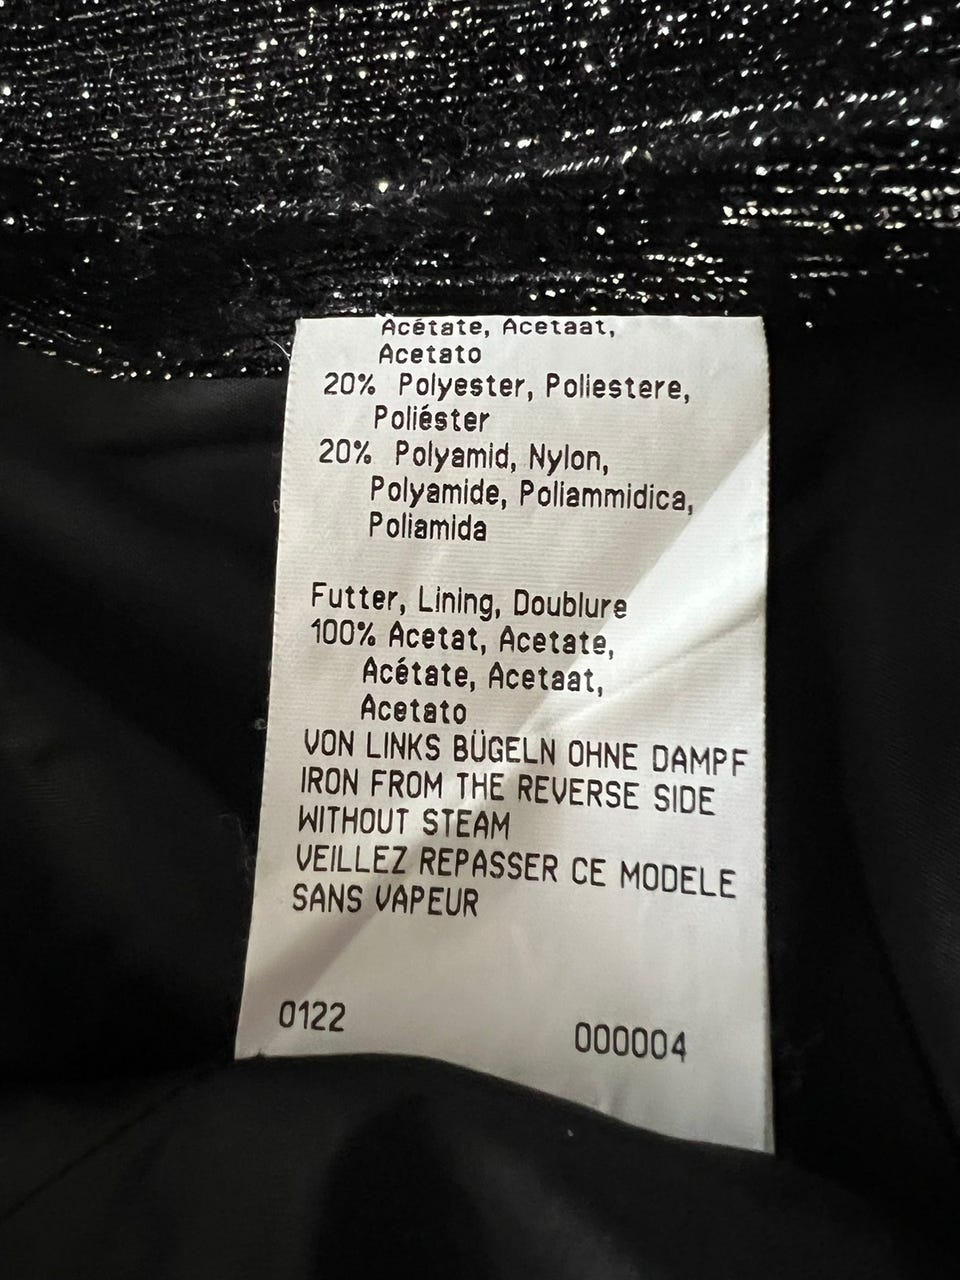 Acétate, Acetaat,
Acetato
20% Polyester, Poliestere,
Poliéster
20% Polyamid, Nylon,
Polyamide, Poliammidica,
Poliamida
Futter, Lining, Doublure
100% Acetat, Acetate,
Acétate, Acetaat,
Acetato
VON LINKS BÜGELN OHNE DAMPF
IRON FROM THE REVERSE SIDE
WITHOUT STEAM
VEILLEZ REPASSER CE MODELE
SANS VAPEUR
0122 000004